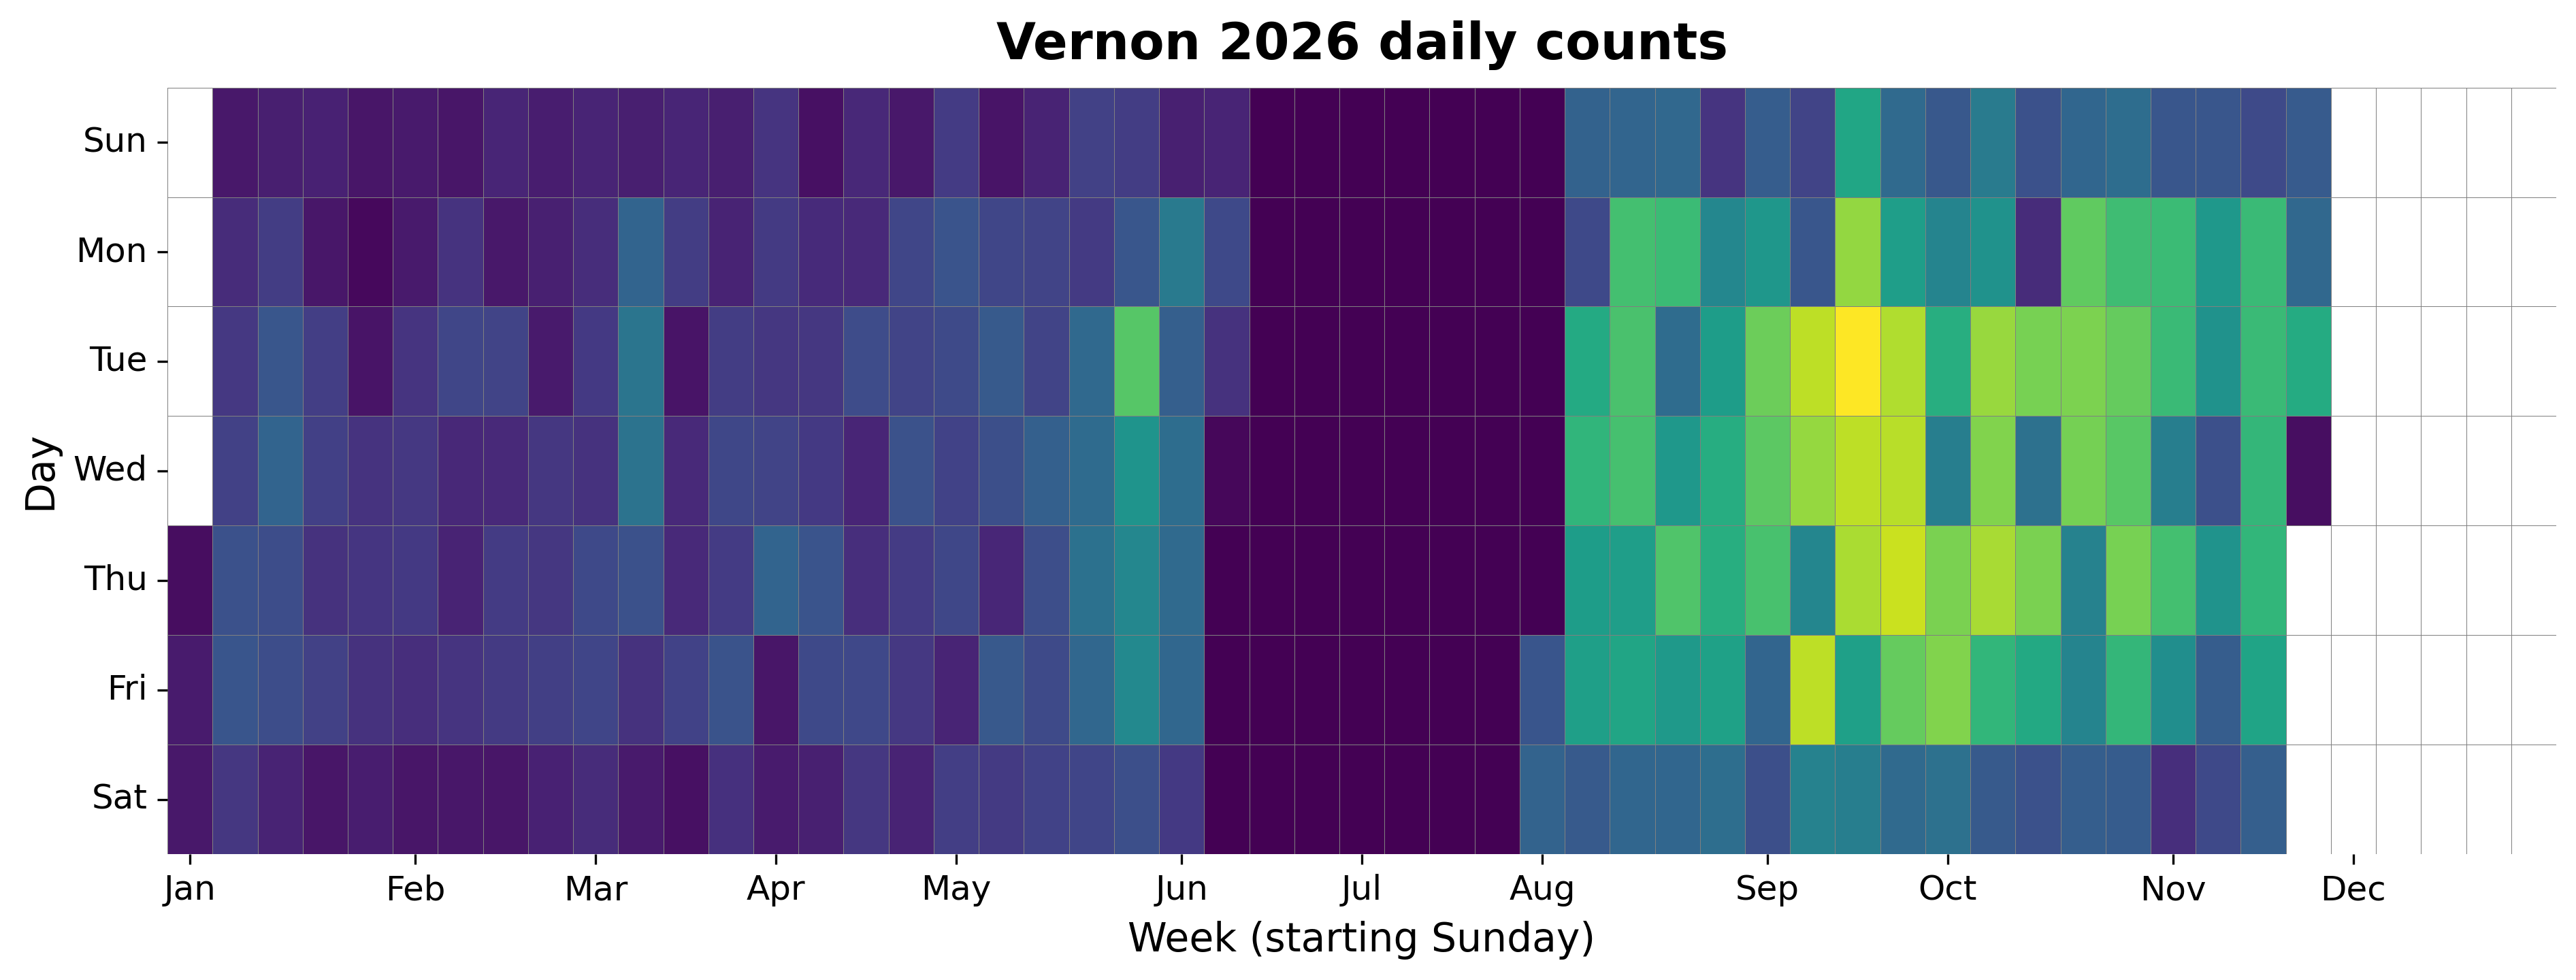 Vernon 2026 daily counts
Day
Sun
Mon
Tue
Wed
Thu
Fri
Sat
Jan Feb Mar Apr May Jun Jul Aug Sep Oct Nov Dec
Week (starting Sunday)